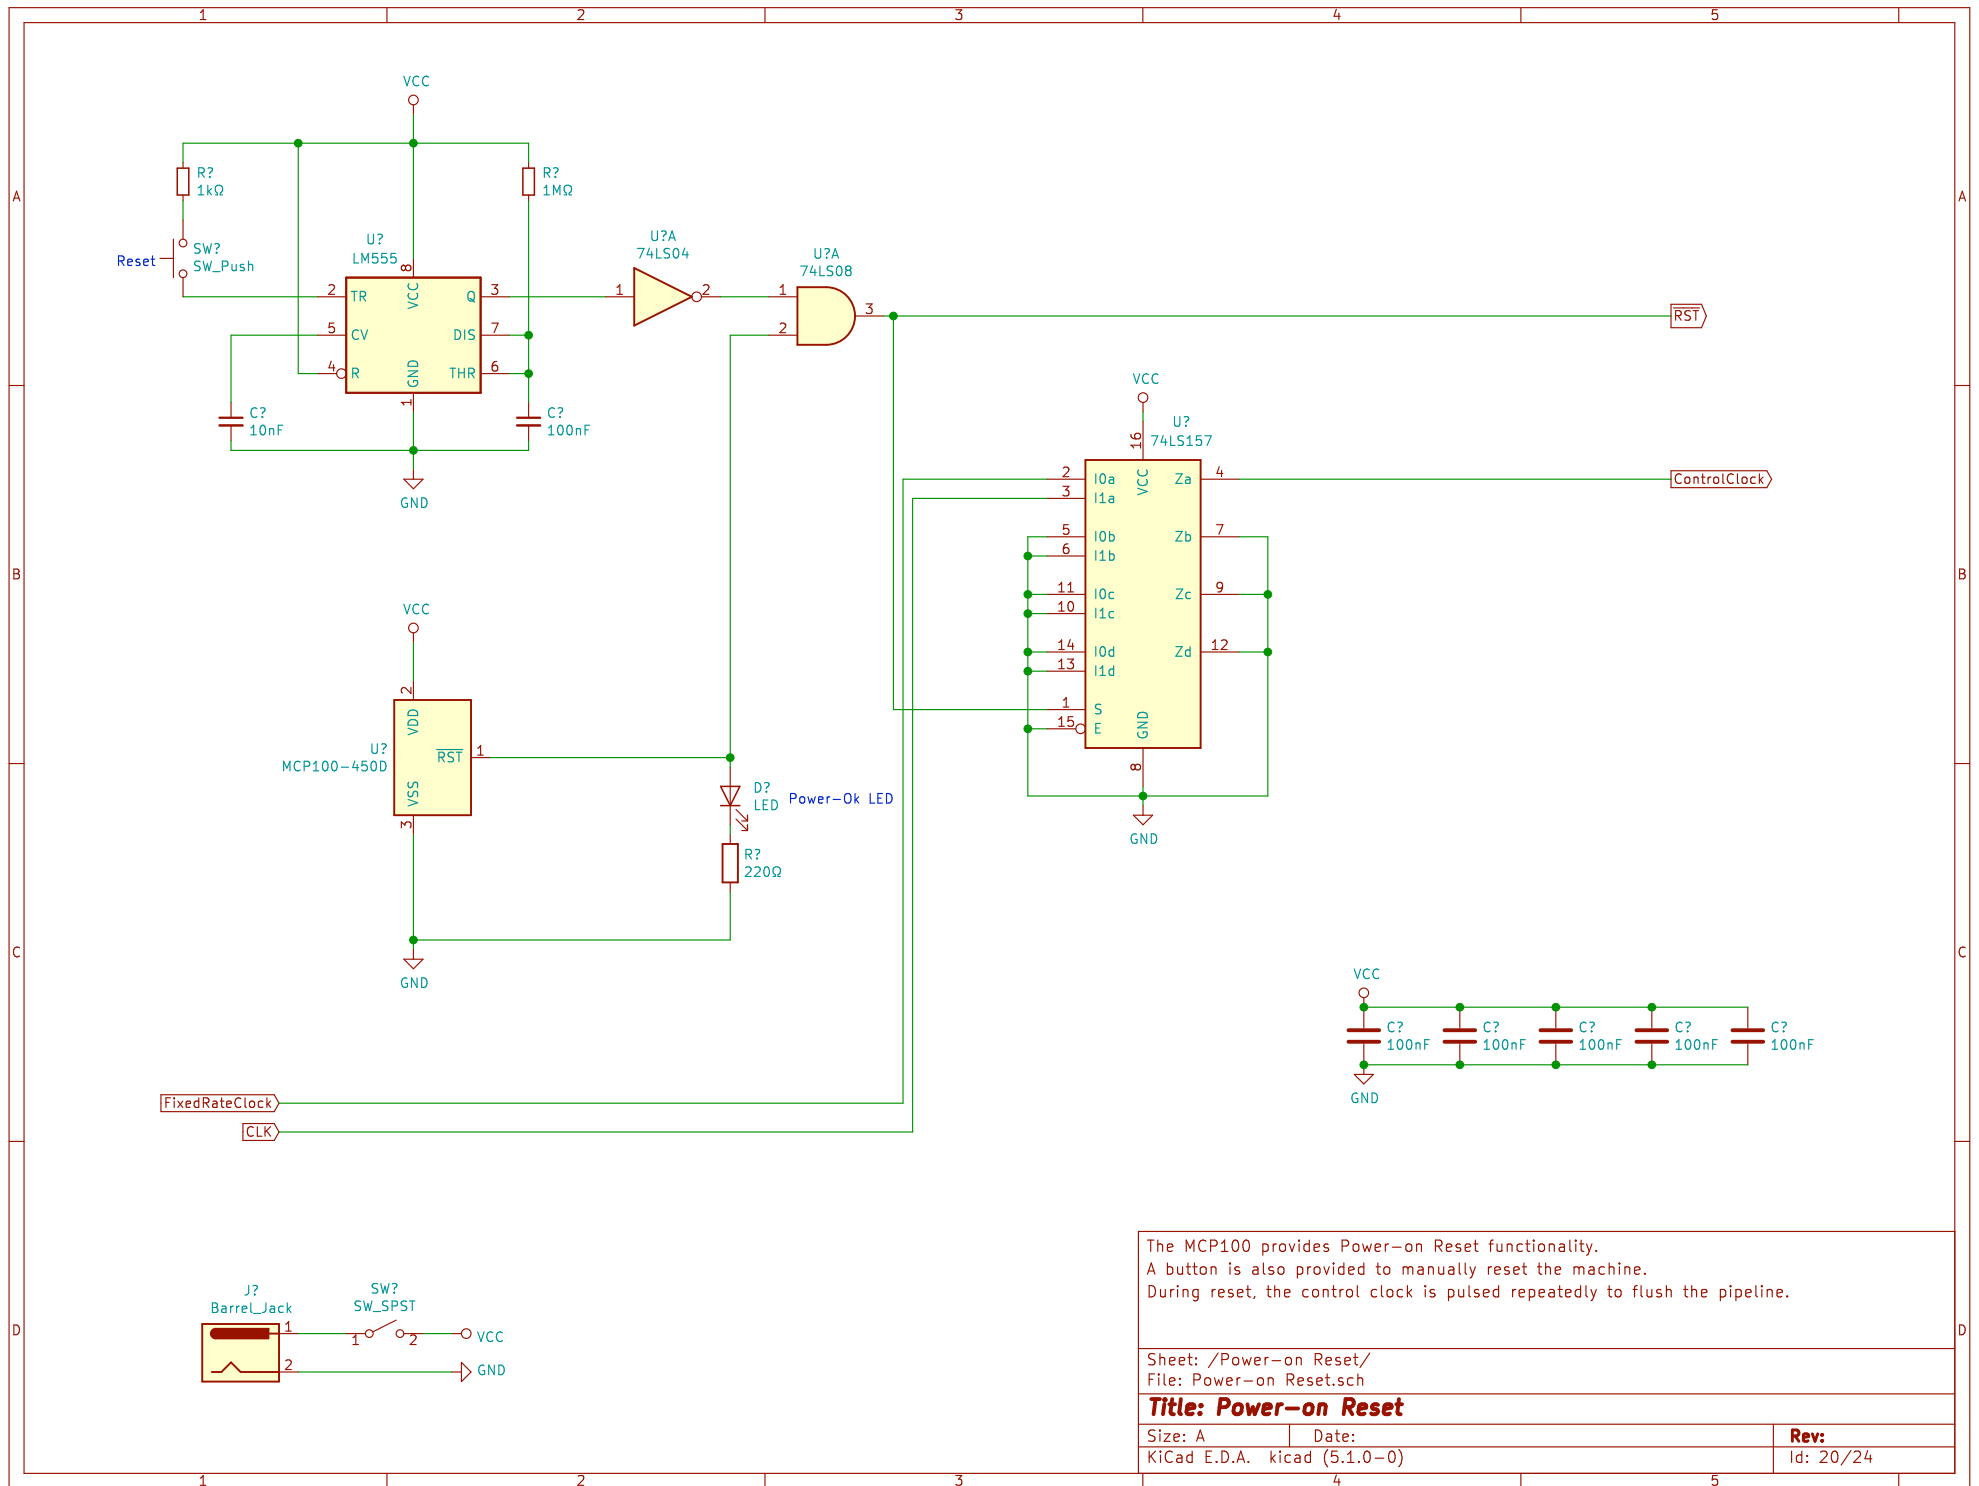 1 2 3 4 5
A
A
B
B
C
C
D
D
VCC
R?
1kΩ
R?
1MΩ
Reset
SW?
SW_Push
U?
LM555
8
VCC
2 TR
Q 3
5 CV
DIS 7
4 R
THR 6
GND
1
C?
10nF
C?
100nF
GND
U?A
74LS04
1
2
U?A
74LS08
1
2
3
RST
VCC
U?
74LS157
16
VCC
2 I0a
Za 4
3 I1a
ControlClock
5 I0b
Zb 7
6 I1b
11 I0c
Zc 9
10 I1c
14 I0d
Zd 12
13 I1d
1 S
15 E
GND
8
GND
VCC
2
VDD
U?
MCP100-450D
RST 1
VSS
3
GND
D?
LED
Power-Ok LED
R?
220Ω
VCC
C?
100nF
C?
100nF
C?
100nF
C?
100nF
C?
100nF
GND
FixedRateClock
CLK
J?
Barrel_Jack
1
2
SW?
SW_SPST
1
2
VCC
GND
The MCP100 provides Power-on Reset functionality.
A button is also provided to manually reset the machine.
During reset, the control clock is pulsed repeatedly to flush the pipeline.
Sheet: /Power-on Reset/
File: Power-on Reset.sch
Title: Power-on Reset
Size: A Date: Rev:
KiCad E.D.A. kicad (5.1.0-0) Id: 20/24
1 2 3 4 5